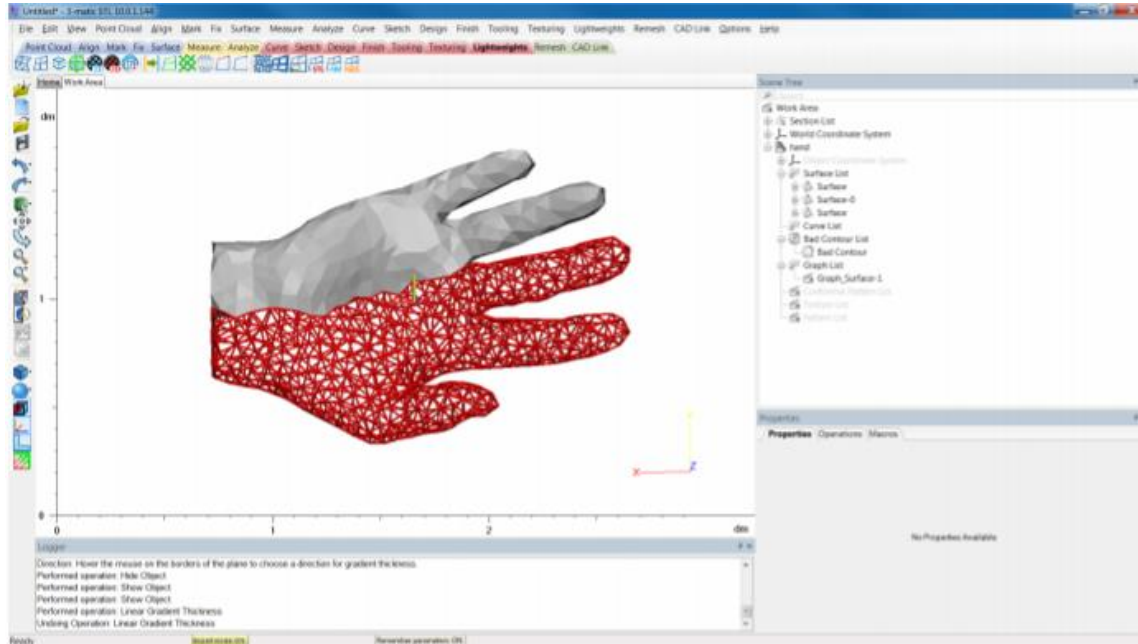 Untitled* - 3-matic STL 10.0.1.144
File Edit View Point Cloud Align Mark Fix Surface Measure Analyze Curve Sketch Design Finish Tooling Texturing Lightweights Remesh CAD Link Options Help
Point Cloud Align Mark Fix Surface Measure Analyze Curve Sketch Design Finish Tooling Texturing Lightweights Remesh CAD Link
Home Work Area
Scene Tree
dm
Work Area
Section List
World Coordinate System
hand
Object Coordinate System
Surface List
Surface
Surface-0
Surface
Curve List
Bad Contour List
Bad Contour
Graph List
Graph_Surface-1
1
Properties
Properties Operations Macros
X Z
0
0 1 2 dm
No Properties Available
Logger
Direction: Hover the mouse on the borders of the plane to choose a direction for gradient thickness.
Performed operation: Hide Object
Performed operation: Show Object
Performed operation: Show Object
Performed operation: Linear Gradient Thickness
Undoing Operation: Linear Gradient Thickness
Ready
Remember parameters: ON